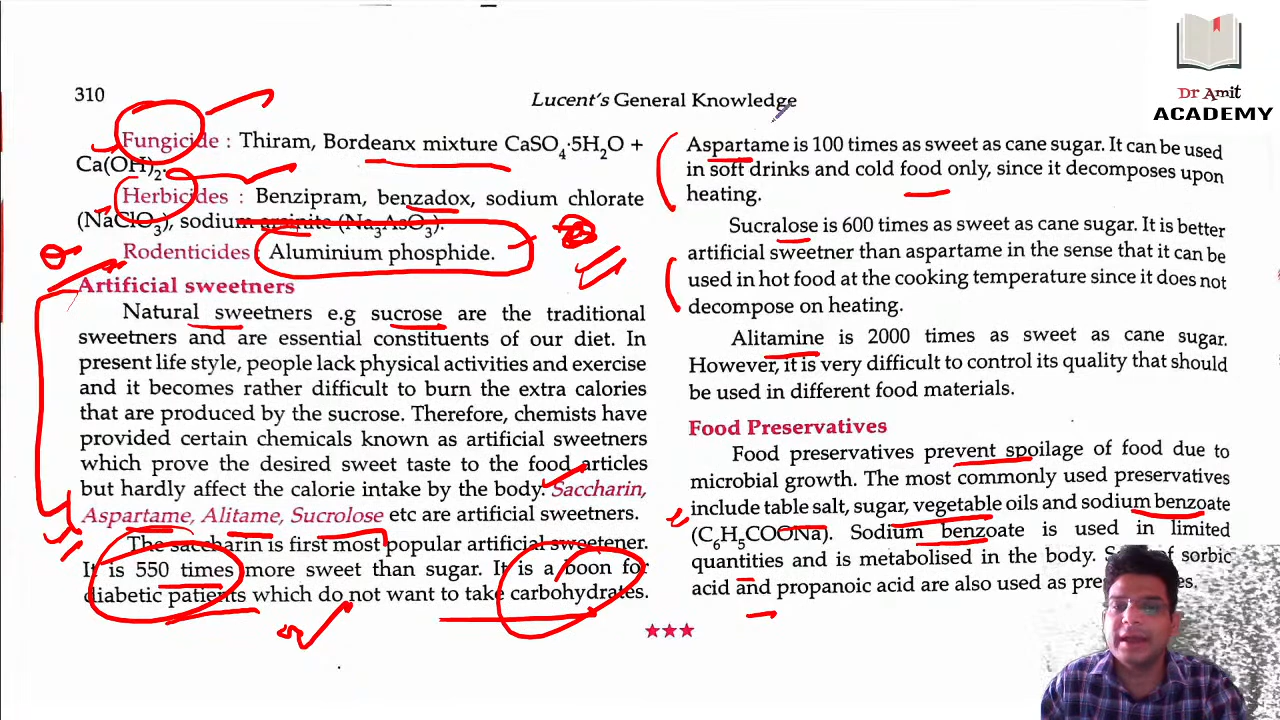 310
Lucent's General Knowledge
Fungicide : Thiram, Bordeanx mixture CaSO₄·5H₂O +
Ca(OH)₂.
Herbicides : Benzipram, benzadox, sodium chlorate
(NaClO₃), sodium arsinite (Na₃AsO₃).
Rodenticides : Aluminium phosphide.
Artificial sweetners
Natural sweetners e.g sucrose are the traditional
sweetners and are essential constituents of our diet. In
present life style, people lack physical activities and exercise
and it becomes rather difficult to burn the extra calories
that are produced by the sucrose. Therefore, chemists have
provided certain chemicals known as artificial sweetners
which prove the desired sweet taste to the food articles
but hardly affect the calorie intake by the body. Saccharin,
Aspartame, Alitame, Sucrolose etc are artificial sweetners.
The saccharin is first most popular artificial sweetener.
It is 550 times more sweet than sugar. It is a boon for
diabetic patients which do not want to take carbohydrates.
Aspartame is 100 times as sweet as cane sugar. It can be used
in soft drinks and cold food only, since it decomposes upon
heating.
Sucralose is 600 times as sweet as cane sugar. It is better
artificial sweetner than aspartame in the sense that it can be
used in hot food at the cooking temperature since it does not
decompose on heating.
Alitamine is 2000 times as sweet as cane sugar.
However, it is very difficult to control its quality that should
be used in different food materials.
Food Preservatives
Food preservatives prevent spoilage of food due to
microbial growth. The most commonly used preservatives
include table salt, sugar, vegetable oils and sodium benzoate
(C₆H₅COONa). Sodium benzoate is used in limited
quantities and is metabolised in the body. of sorbic
acid and propanoic acid are also used as
★★★
Dr Amit
ACADEMY